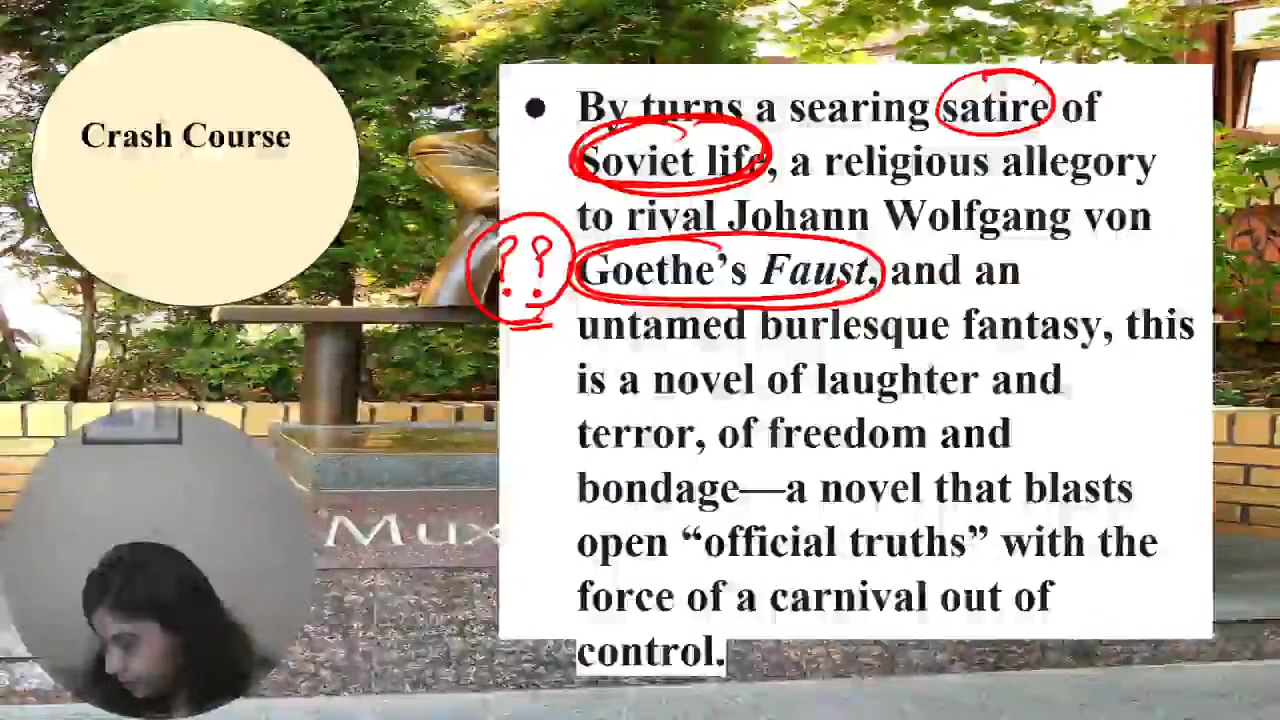 Crash Course
• By turns a searing satire of
Soviet life, a religious allegory
to rival Johann Wolfgang von
??
Goethe’s Faust, and an
untamed burlesque fantasy, this
is a novel of laughter and
terror, of freedom and
bondage—a novel that blasts
open “official truths” with the
force of a carnival out of
control.
Мих